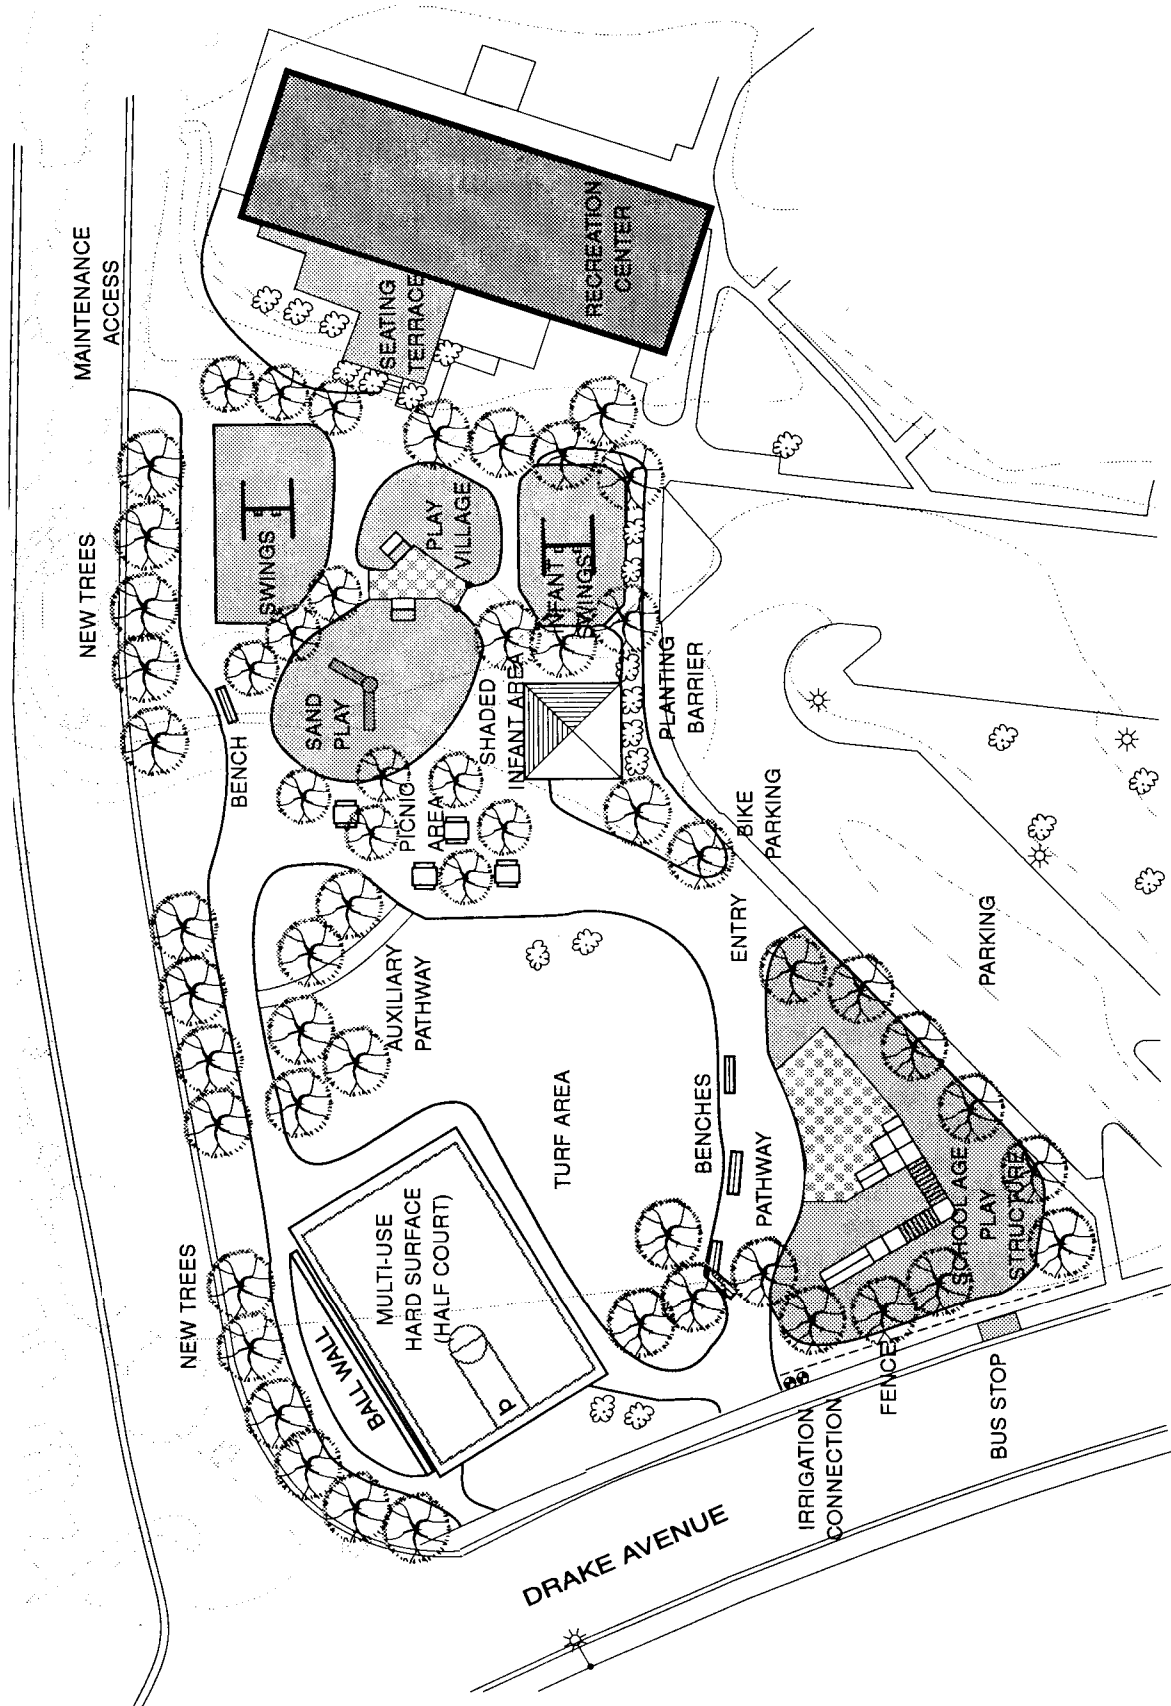 MAINTENANCE
ACCESS
NEW TREES
NEW TREES
RECREATION
CENTER
SEATING
TERRACE
SWINGS
PLAY
VILLAGE
INFANT
SWINGS
BENCH
SAND
PLAY
SHADED
INFANT AREA
PLANTING
BARRIER
PICNIC
AREA
BIKE
PARKING
AUXILIARY
PATHWAY
ENTRY
PARKING
TURF AREA
BENCHES
PATHWAY
BALL WALL
MULTI-USE
HARD SURFACE
(HALF COURT)
SCHOOL AGE
PLAY
STRUCTURE
IRRIGATION
CONNECTION
FENCE
BUS STOP
DRAKE AVENUE